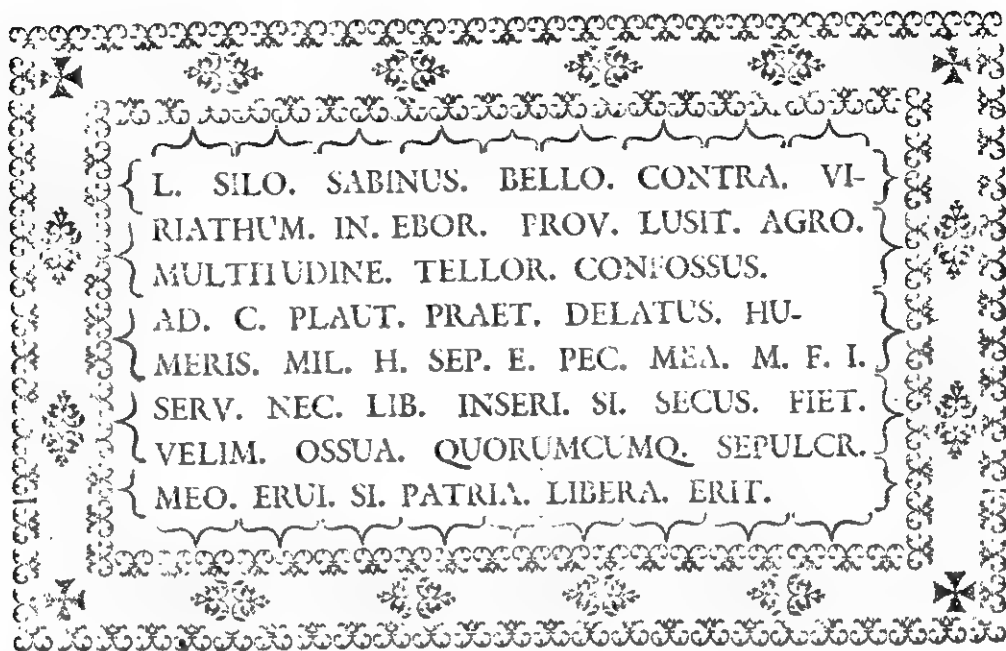 L. SILO. SABINUS. BELLO. CONTRA. VI-
RIATHUM. IN. EBOR. PROV. LUSIT. AGRO.
MULTITUDINE. TELLOR. CONFOSSUS.
AD. C. PLAUT. PRAET. DELATUS. HU-
MERIS. MIL. H. SEP. E. PEC. MEA. M. F. I.
SERV. NEC. LIB. INSERI. SI. SECUS. FIET.
VELIM. OSSUA. QUORUMCUMQ. SEPULCR.
MEO. ERUI. SI. PATRIA. LIBERA. ERIT.